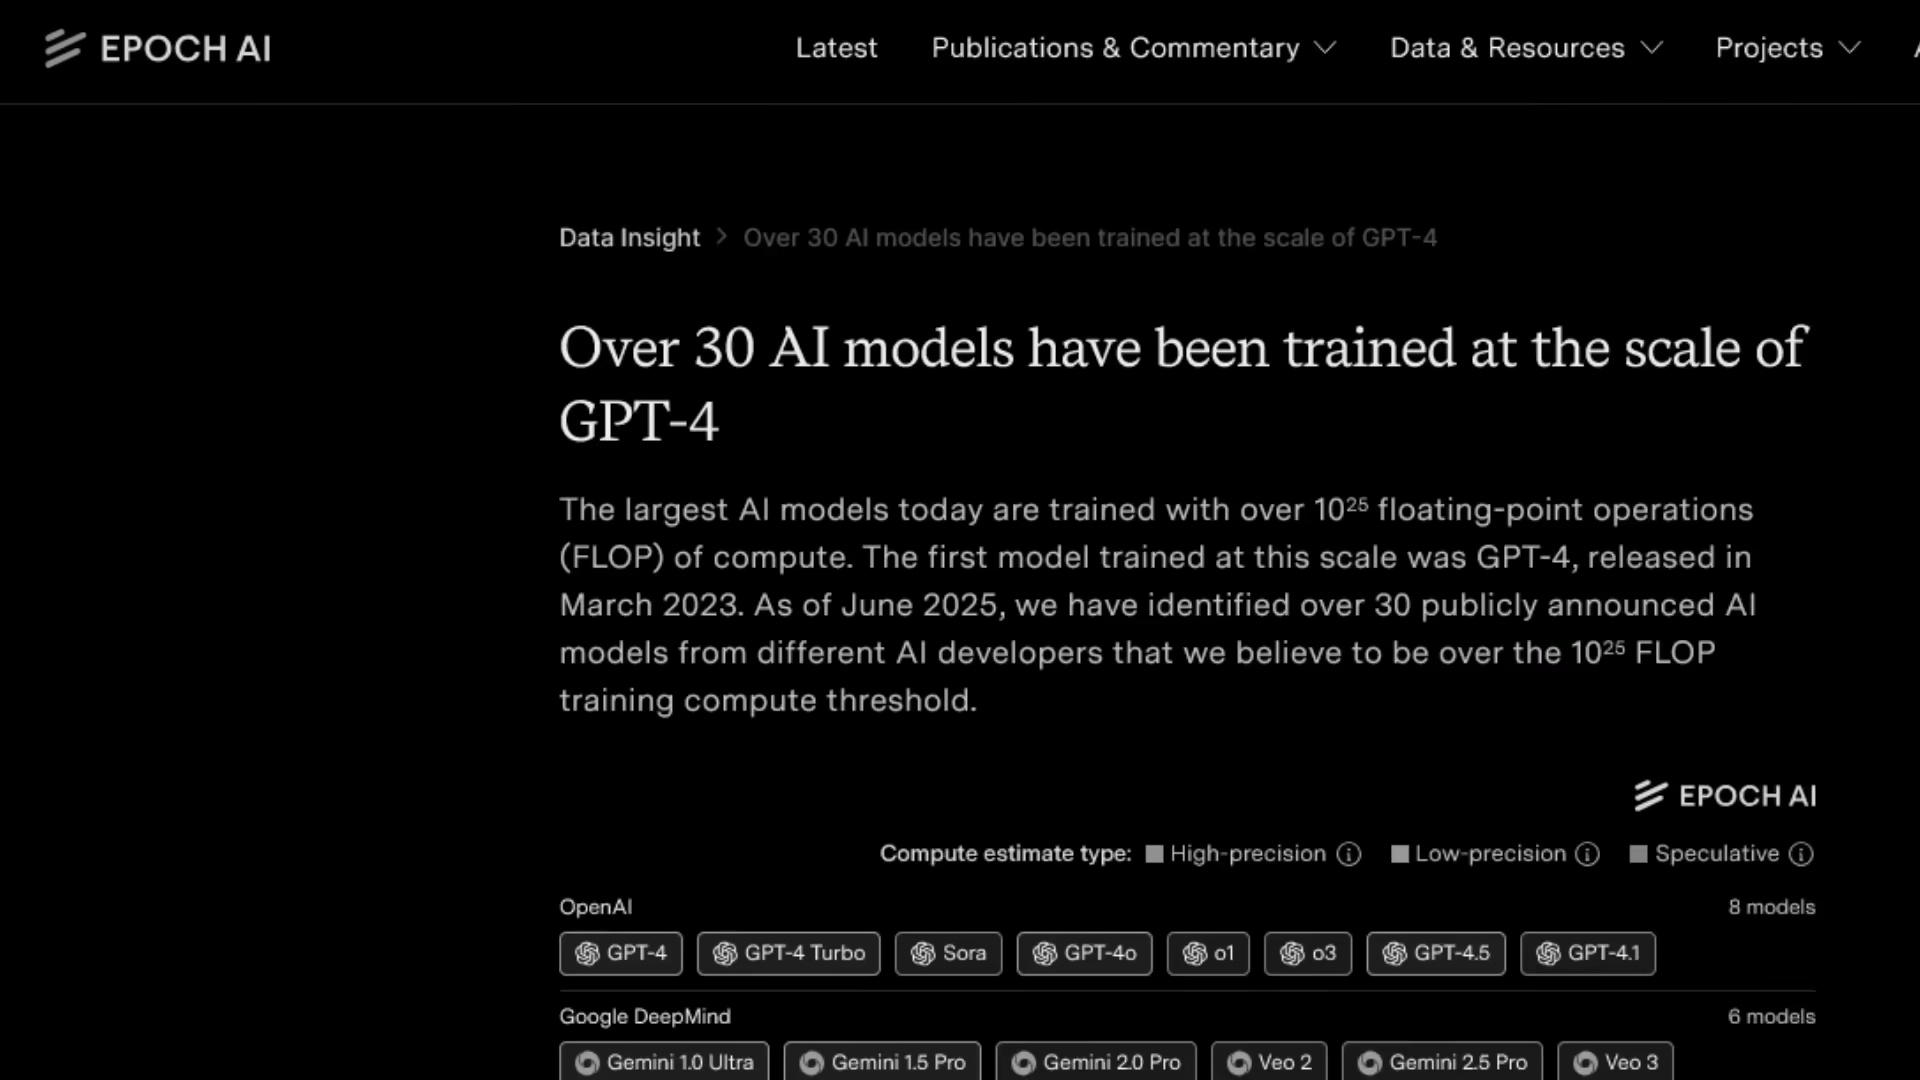 EPOCH AI
Latest
Publications & Commentary
Data & Resources
Projects
Data Insight > Over 30 AI models have been trained at the scale of GPT-4
Over 30 AI models have been trained at the scale of
GPT-4
The largest AI models today are trained with over 10²⁵ floating-point operations
(FLOP) of compute. The first model trained at this scale was GPT-4, released in
March 2023. As of June 2025, we have identified over 30 publicly announced AI
models from different AI developers that we believe to be over the 10²⁵ FLOP
training compute threshold.
EPOCH AI
Compute estimate type: High-precision Low-precision Speculative
OpenAI 8 models
GPT-4 GPT-4 Turbo Sora GPT-4o o1 o3 GPT-4.5 GPT-4.1
Google DeepMind 6 models
Gemini 1.0 Ultra Gemini 1.5 Pro Gemini 2.0 Pro Veo 2 Gemini 2.5 Pro Veo 3